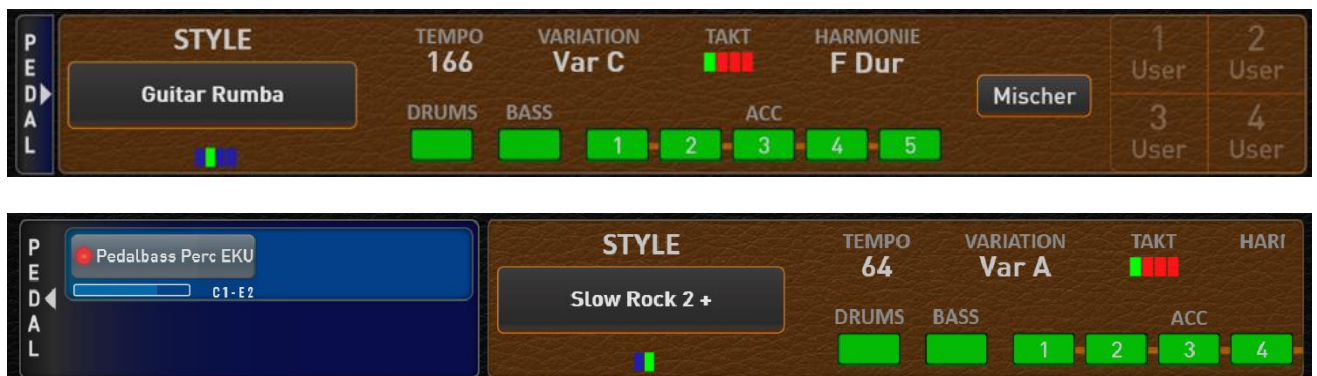 PEDAL
STYLE
Guitar Rumba
TEMPO
166
VARIATION
Var C
TAKT
HARMONIE
F Dur
DRUMS BASS ACC
1 2 3 4 5
Mischer
1 2
User User
3 4
User User
PEDAL
Pedalbass Perc EKU
C1-E2
STYLE
Slow Rock 2 +
TEMPO
64
VARIATION
Var A
TAKT
HARI
DRUMS BASS ACC
1 2 3 4